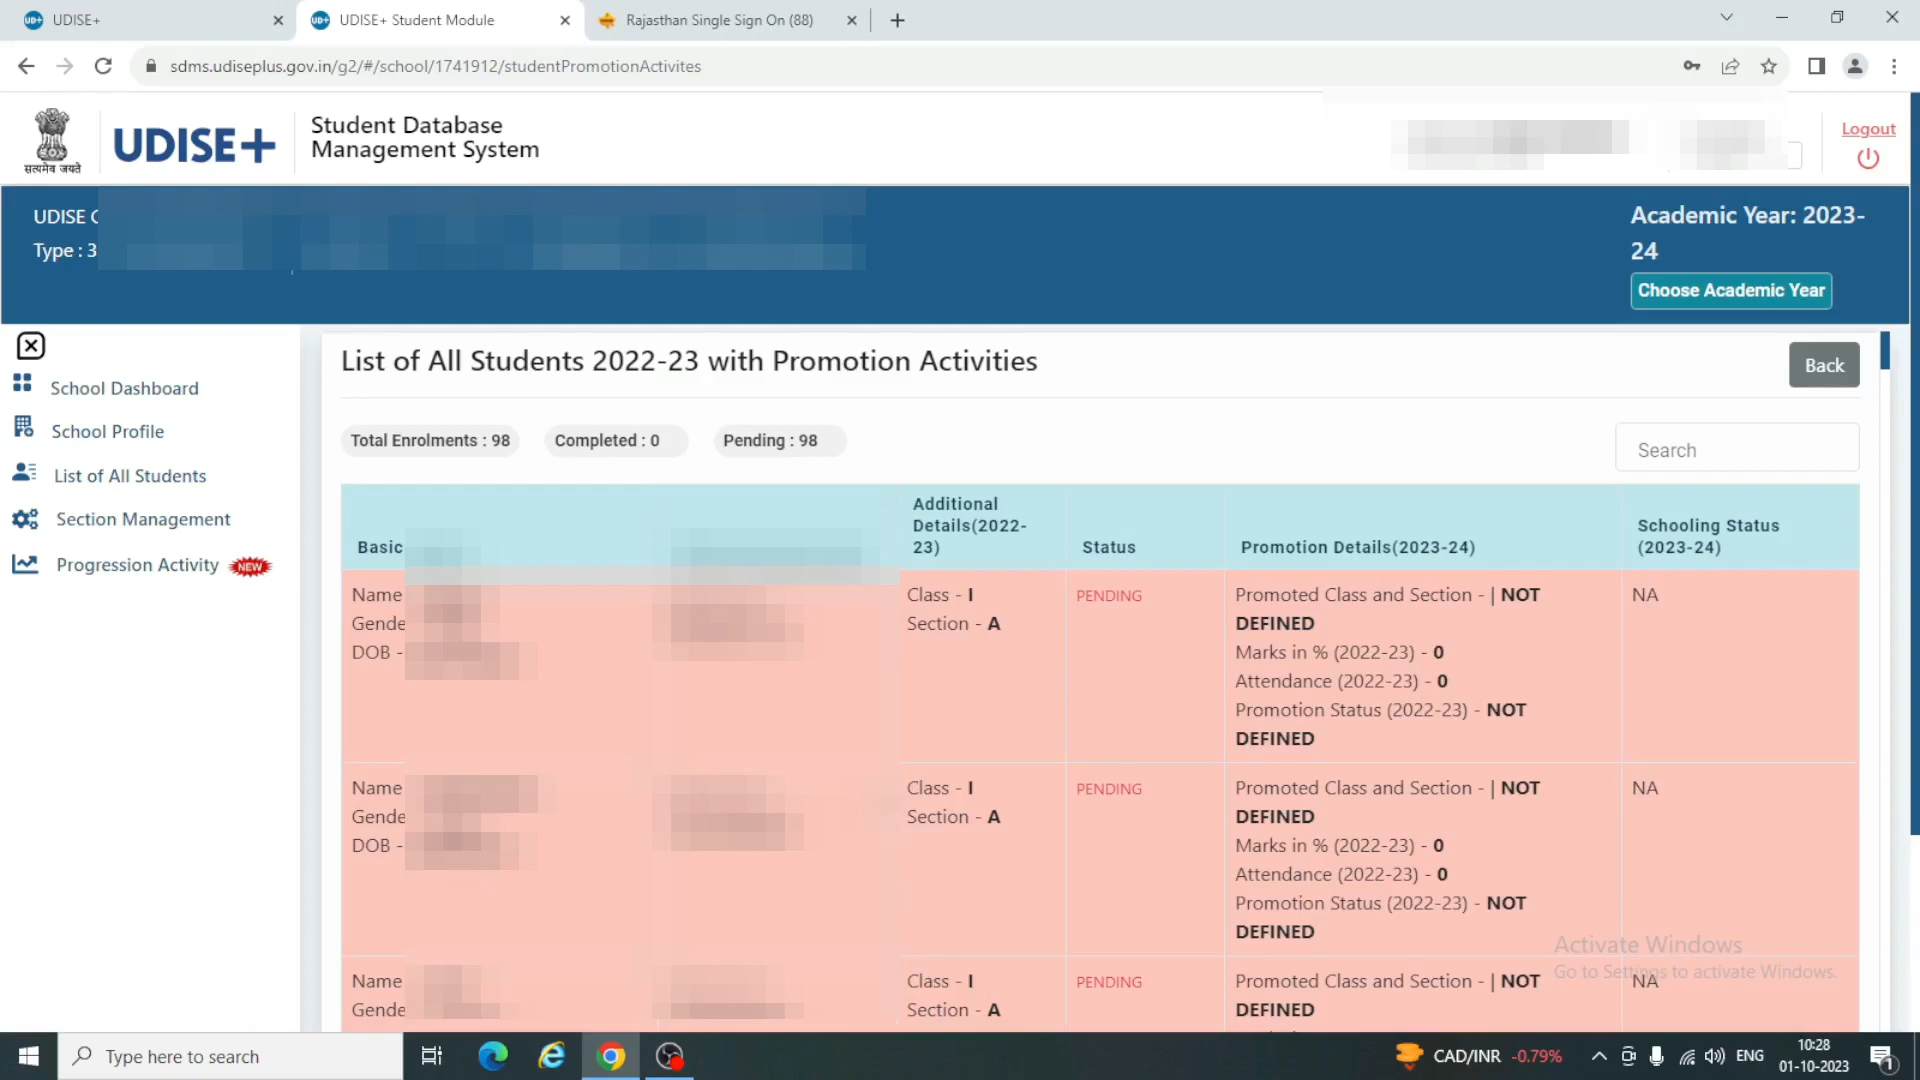 UDISE+
UDISE+ Student Module
Rajasthan Single Sign On (88)
sdms.udiseplus.gov.in/g2/#/school/1741912/studentPromotionActivites
सत्यमेव जयते
UDISE+
Student Database
Management System
Logout
UDISE
Type : 3
Academic Year: 2023-
24
Choose Academic Year
School Dashboard
School Profile
List of All Students
Section Management
Progression Activity NEW
List of All Students 2022-23 with Promotion Activities
Back
Total Enrolments : 98
Completed : 0
Pending : 98
Search
Basic
Additional
Details(2022-
23)
Status
Promotion Details(2023-24)
Schooling Status
(2023-24)
Name
Gende
DOB -
Class - I
Section - A
PENDING
Promoted Class and Section - | NOT
DEFINED
Marks in % (2022-23) - 0
Attendance (2022-23) - 0
Promotion Status (2022-23) - NOT
DEFINED
NA
Name
Gende
DOB -
Class - I
Section - A
PENDING
Promoted Class and Section - | NOT
DEFINED
Marks in % (2022-23) - 0
Attendance (2022-23) - 0
Promotion Status (2022-23) - NOT
DEFINED
NA
Name
Gende
Class - I
Section - A
PENDING
Promoted Class and Section - | NOT
DEFINED
NA
Activate Windows
Go to Settings to activate Windows.
Type here to search
CAD/INR -0.79%
ENG
10:28
01-10-2023
1